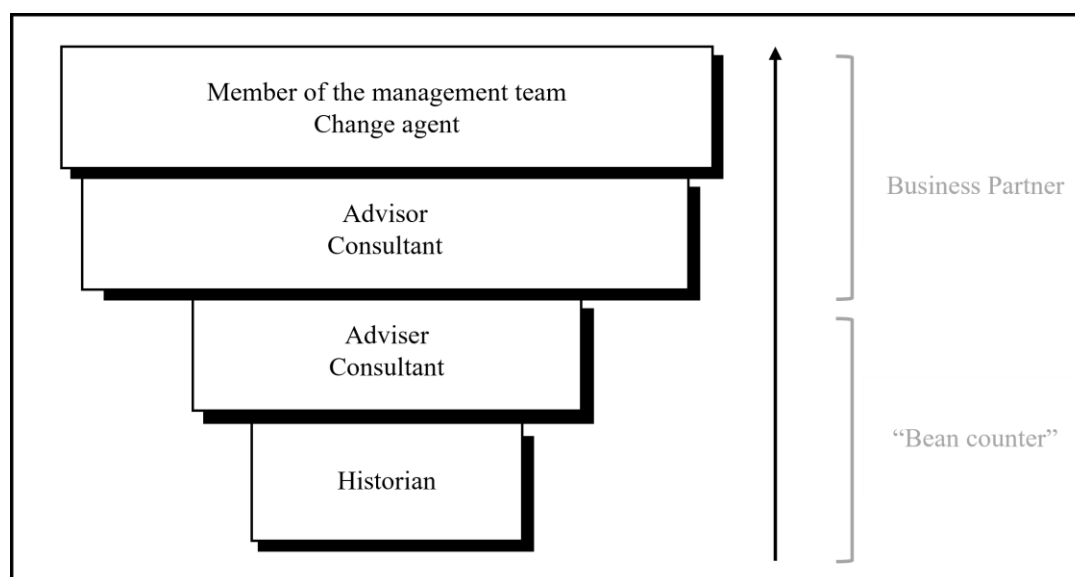 Member of the management team
Change agent
Advisor
Consultant
Business Partner
Adviser
Consultant
Historian
“Bean counter”